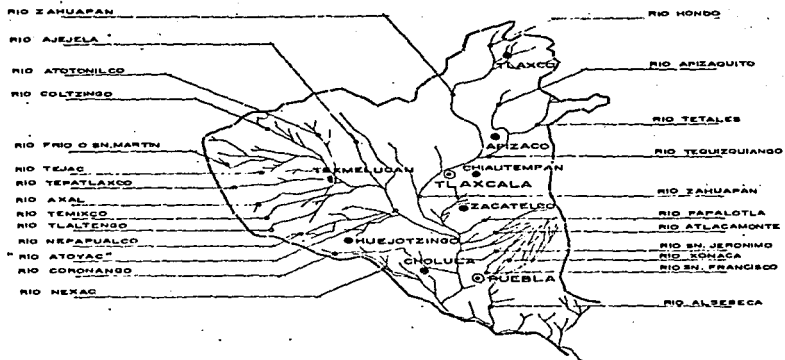 RIO ZAHUAPAN
RIO AJEJELA
RIO ATOTONILCO
RIO COLTZINGO
RIO FRIO O SN. MARTIN
RIO TEJAC
RIO TEPATLAXCO
RIO AXAL
RIO TEMIXCO
RIO TLALTENGO
RIO NEPAPUALCO
" RIO ATOYAC"
RIO CORONANGO
RIO NEXAC
TLAXCO
APIZACO
CHIAUTEMPAN
TLAXCALA
TEXMELUCAN
ZACATELCO
HUEJOTZINGO
CHOLULA
PUEBLA
RIO HONDO
RIO APIZAQUITO
RIO TETALES
RIO TEQUIZQUIANGO
RIO ZAHUAPAN
RIO PAPALOTLA
RIO ATLACAMONTE
RIO SN. JERONIMO
RIO XONACA
RIO SN. FRANCISCO
RIO ALSESECA